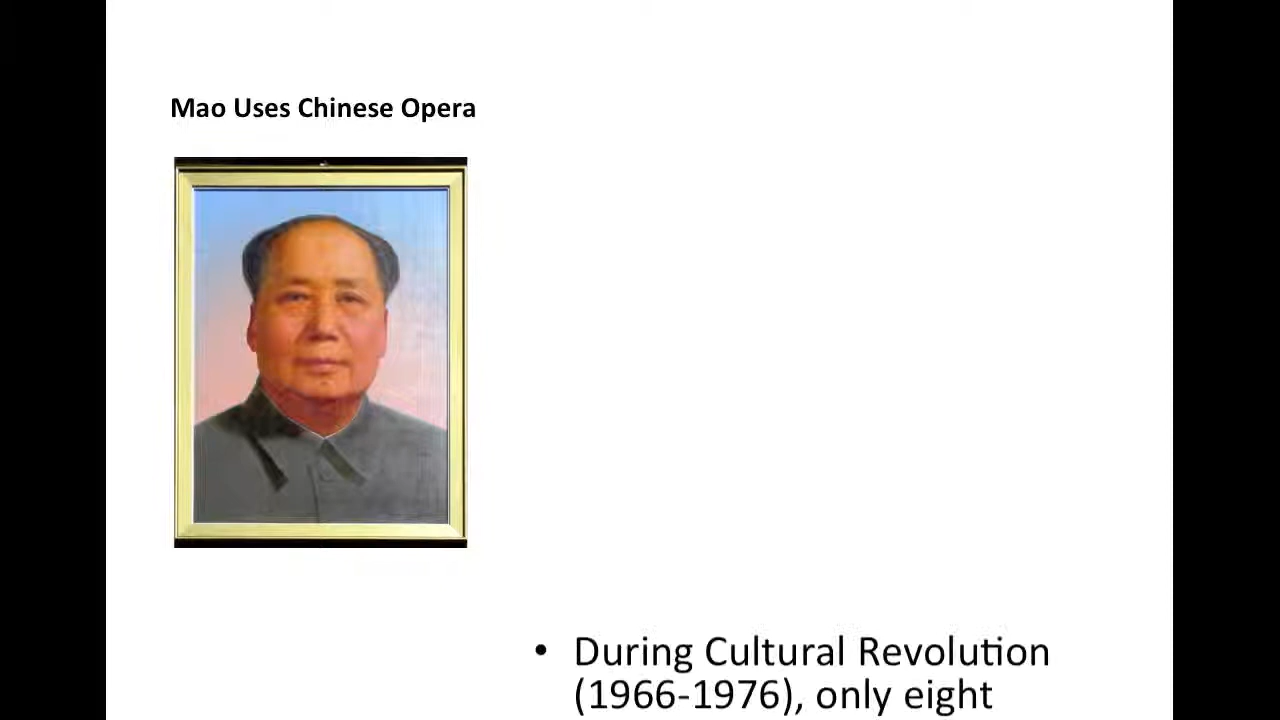 Mao Uses Chinese Opera
• During Cultural Revolution
(1966-1976), only eight